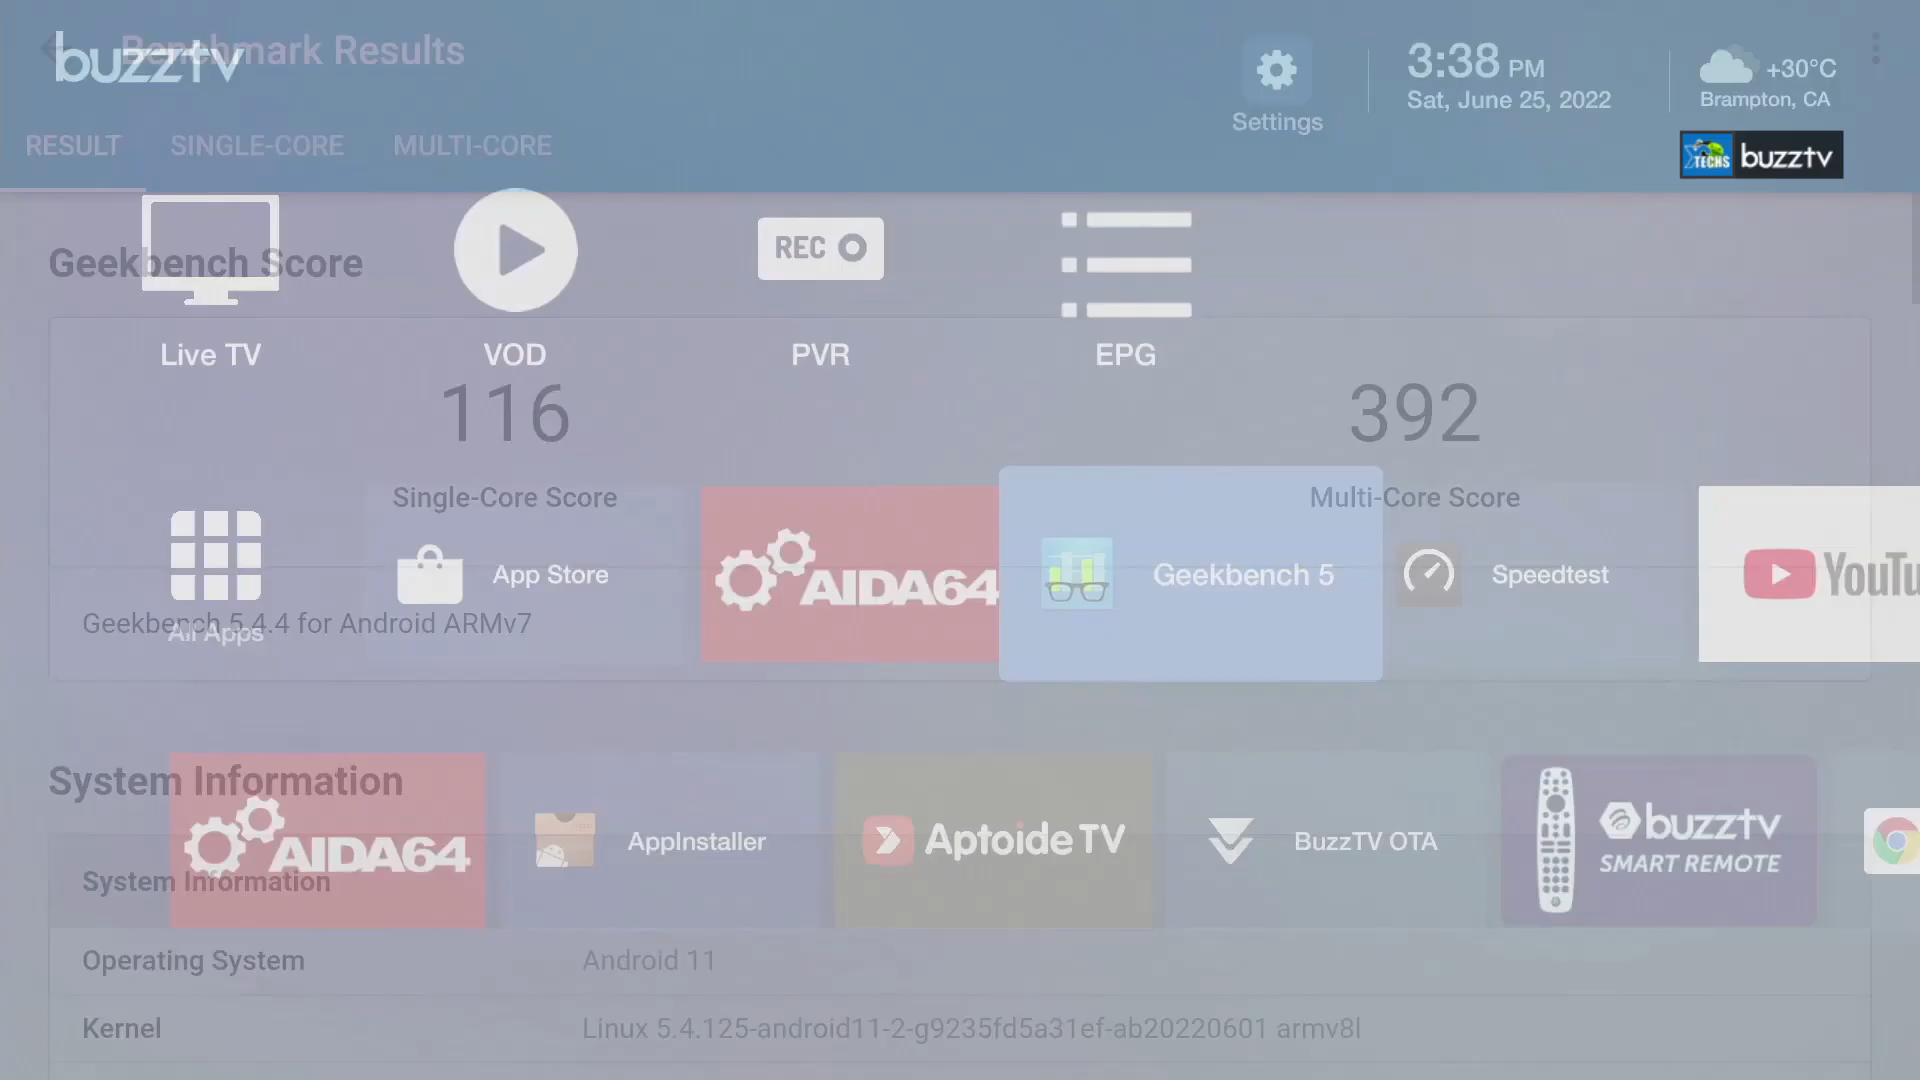 buzztv
Benchmark Results
Settings
3:38 PM
Sat, June 25, 2022
+30°C
Brampton, CA
RESULT SINGLE-CORE MULTI-CORE
XTECHS buzztv
Geekbench Score
REC
Live TV VOD PVR EPG
116 392
Single-Core Score Multi-Core Score
App Store AIDA64 Geekbench 5 Speedtest YouTu
Geekbench 5.4.4 for Android ARMv7
All Apps
System Information
AIDA64 AppInstaller Aptoide TV BuzzTV OTA buzztv
SMART REMOTE
System Information
Operating System Android 11
Kernel Linux 5.4.125-android11-2-g9235fd5a31ef-ab20220601 armv8l